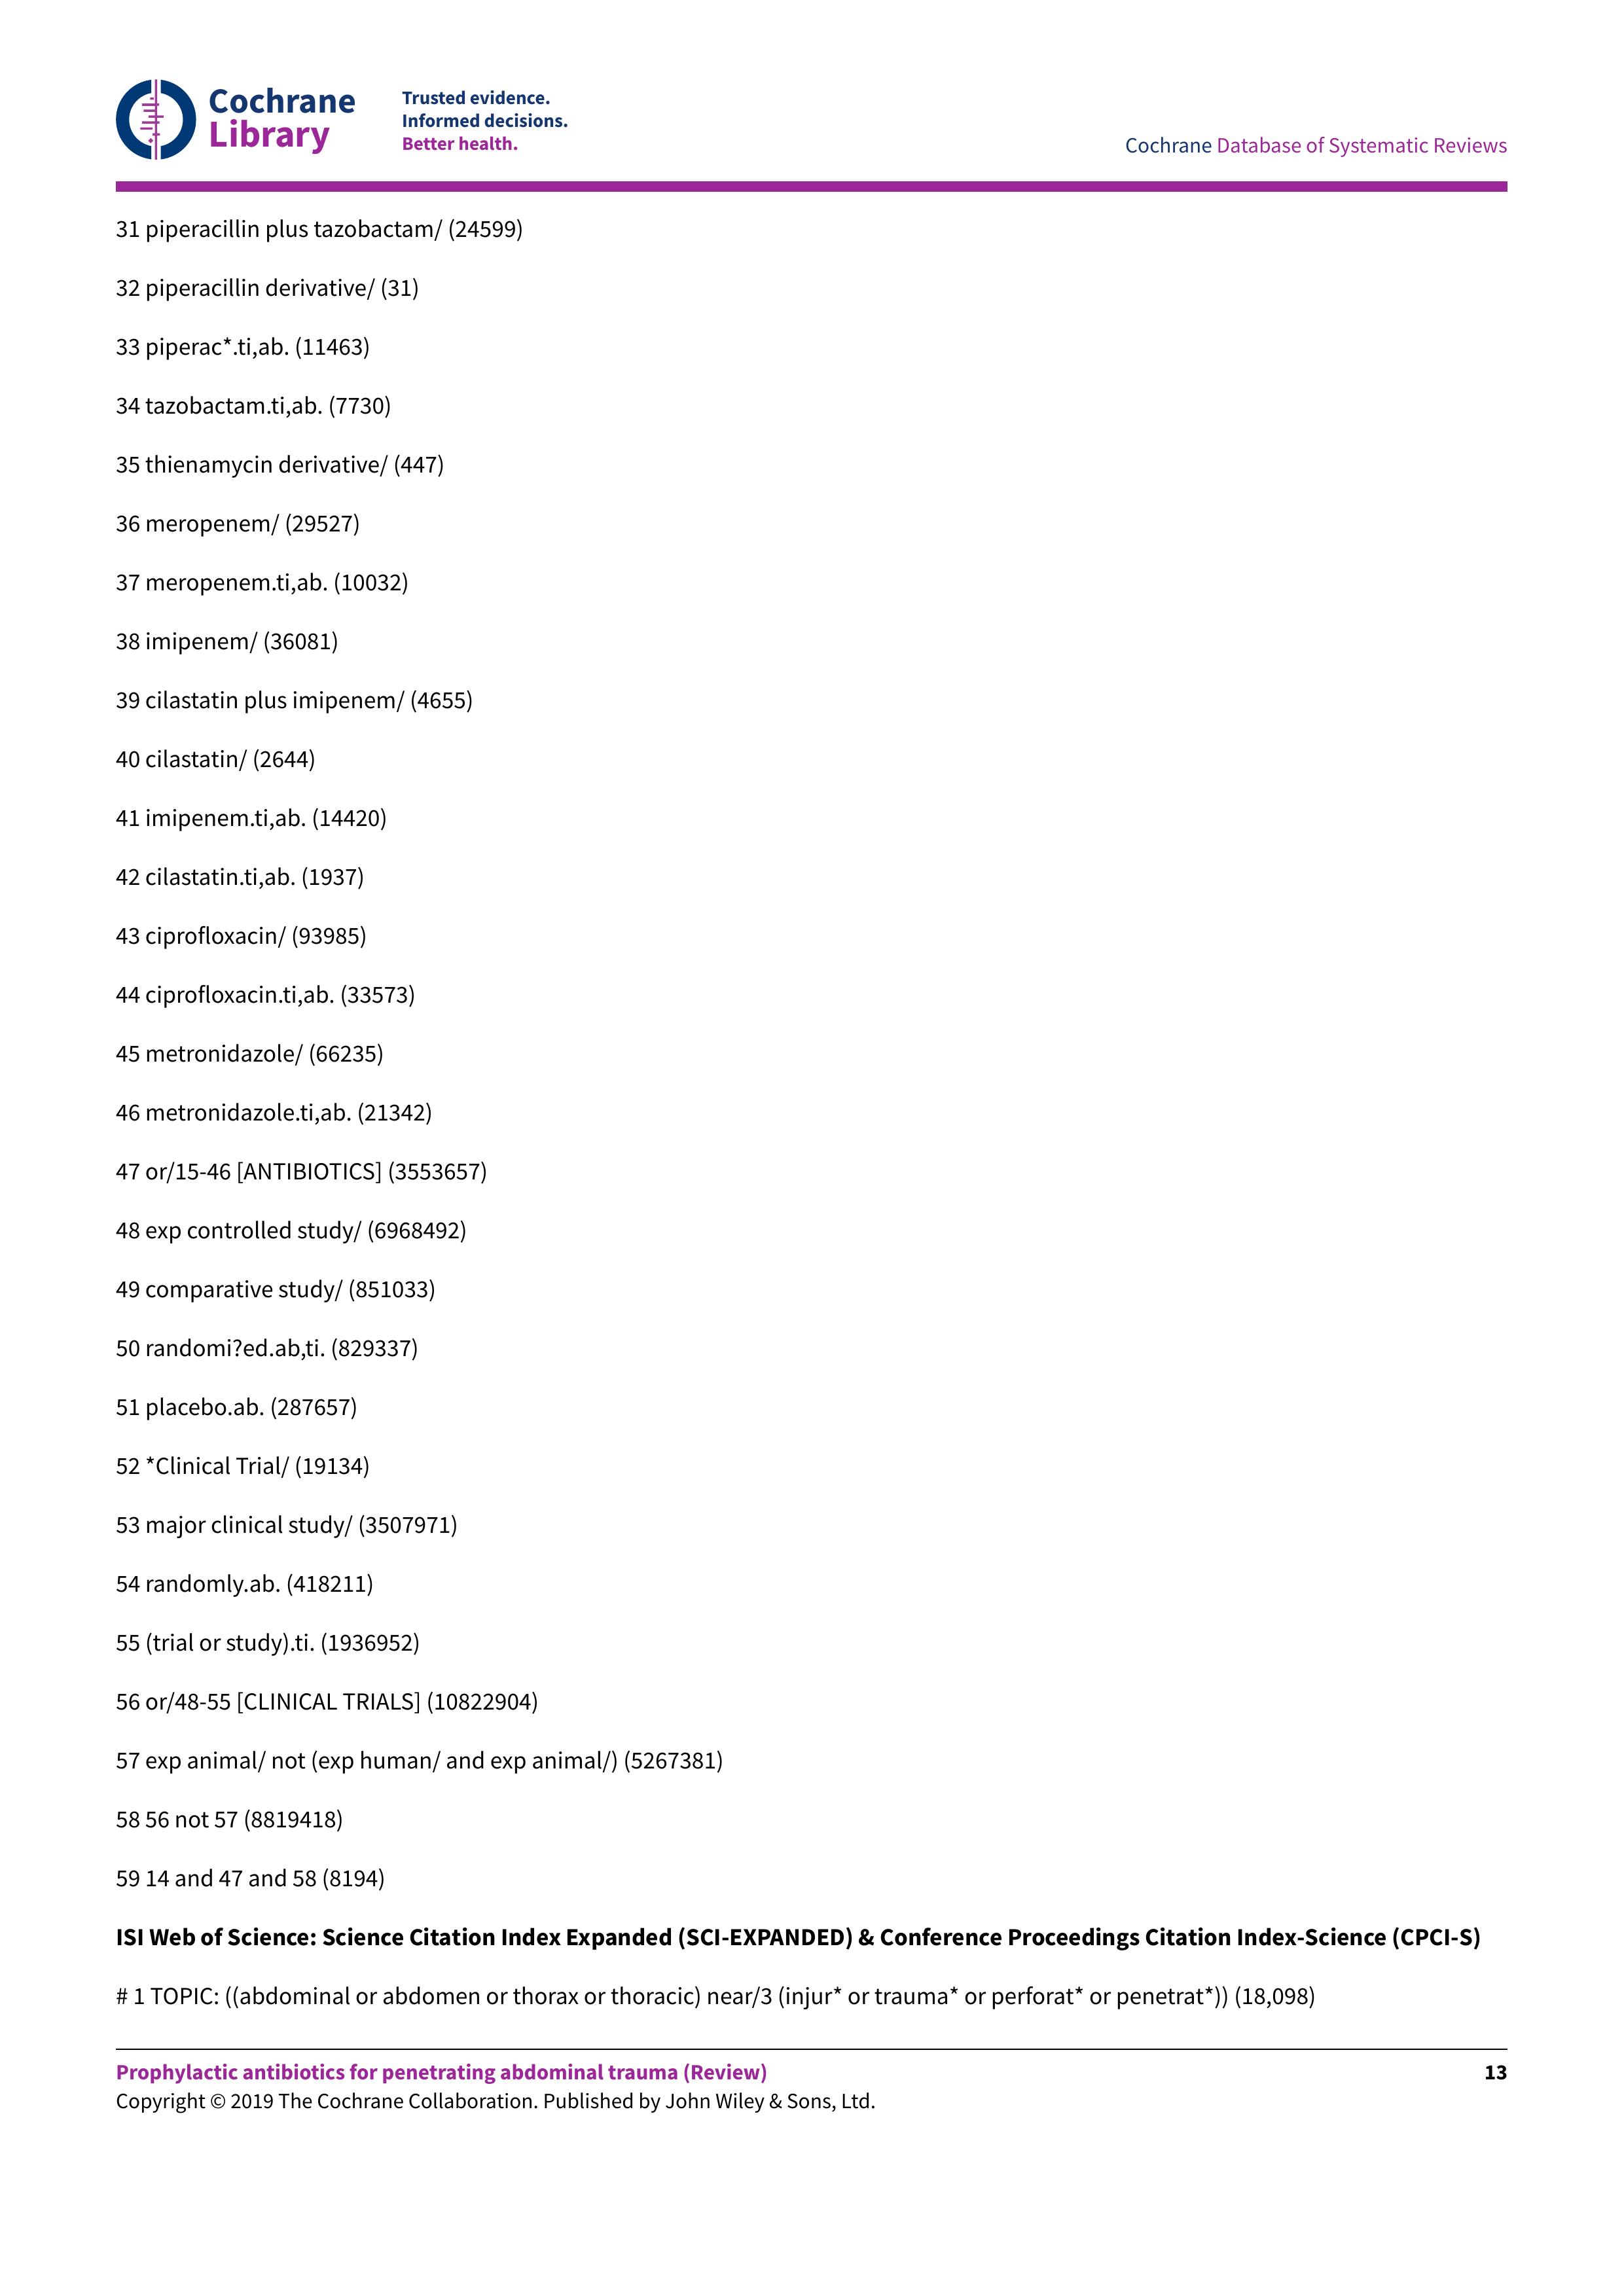 Cochrane
Library
Trusted evidence.
Informed decisions.
Better health.
Cochrane Database of Systematic Reviews
31 piperacillin plus tazobactam/ (24599)
32 piperacillin derivative/ (31)
33 piperac*.ti,ab. (11463)
34 tazobactam.ti,ab. (7730)
35 thienamycin derivative/ (447)
36 meropenem/ (29527)
37 meropenem.ti,ab. (10032)
38 imipenem/ (36081)
39 cilastatin plus imipenem/ (4655)
40 cilastatin/ (2644)
41 imipenem.ti,ab. (14420)
42 cilastatin.ti,ab. (1937)
43 ciprofloxacin/ (93985)
44 ciprofloxacin.ti,ab. (33573)
45 metronidazole/ (66235)
46 metronidazole.ti,ab. (21342)
47 or/15-46 [ANTIBIOTICS] (3553657)
48 exp controlled study/ (6968492)
49 comparative study/ (851033)
50 randomi?ed.ab,ti. (829337)
51 placebo.ab. (287657)
52 *Clinical Trial/ (19134)
53 major clinical study/ (3507971)
54 randomly.ab. (418211)
55 (trial or study).ti. (1936952)
56 or/48-55 [CLINICAL TRIALS] (10822904)
57 exp animal/ not (exp human/ and exp animal/) (5267381)
58 56 not 57 (8819418)
59 14 and 47 and 58 (8194)
ISI Web of Science: Science Citation Index Expanded (SCI-EXPANDED) & Conference Proceedings Citation Index-Science (CPCI-S)
# 1 TOPIC: ((abdominal or abdomen or thorax or thoracic) near/3 (injur* or trauma* or perforat* or penetrat*)) (18,098)
Prophylactic antibiotics for penetrating abdominal trauma (Review)
13
Copyright © 2019 The Cochrane Collaboration. Published by John Wiley & Sons, Ltd.